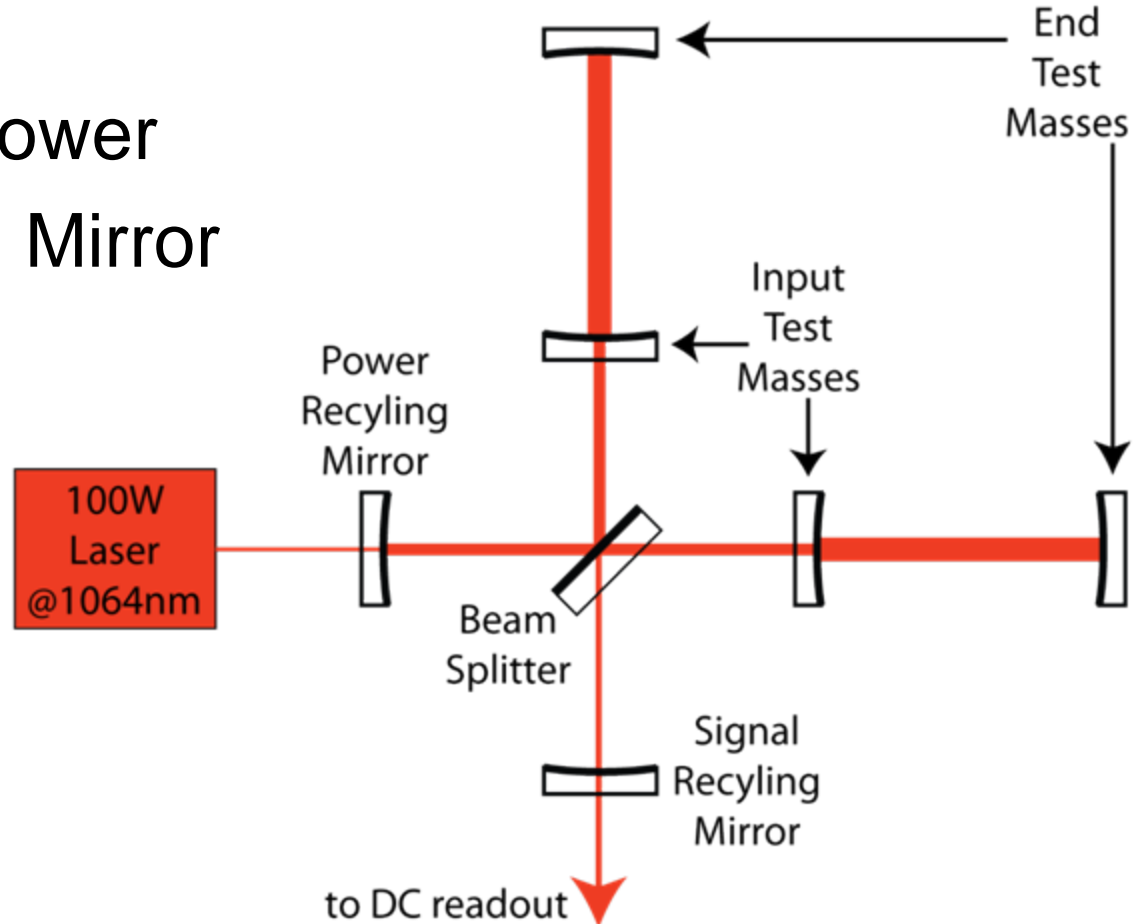 ower
Mirror
End
Test
Masses
Input
Test
Masses
Power
Recyling
Mirror
100W
Laser
@1064nm
Beam
Splitter
Signal
Recyling
Mirror
to DC readout